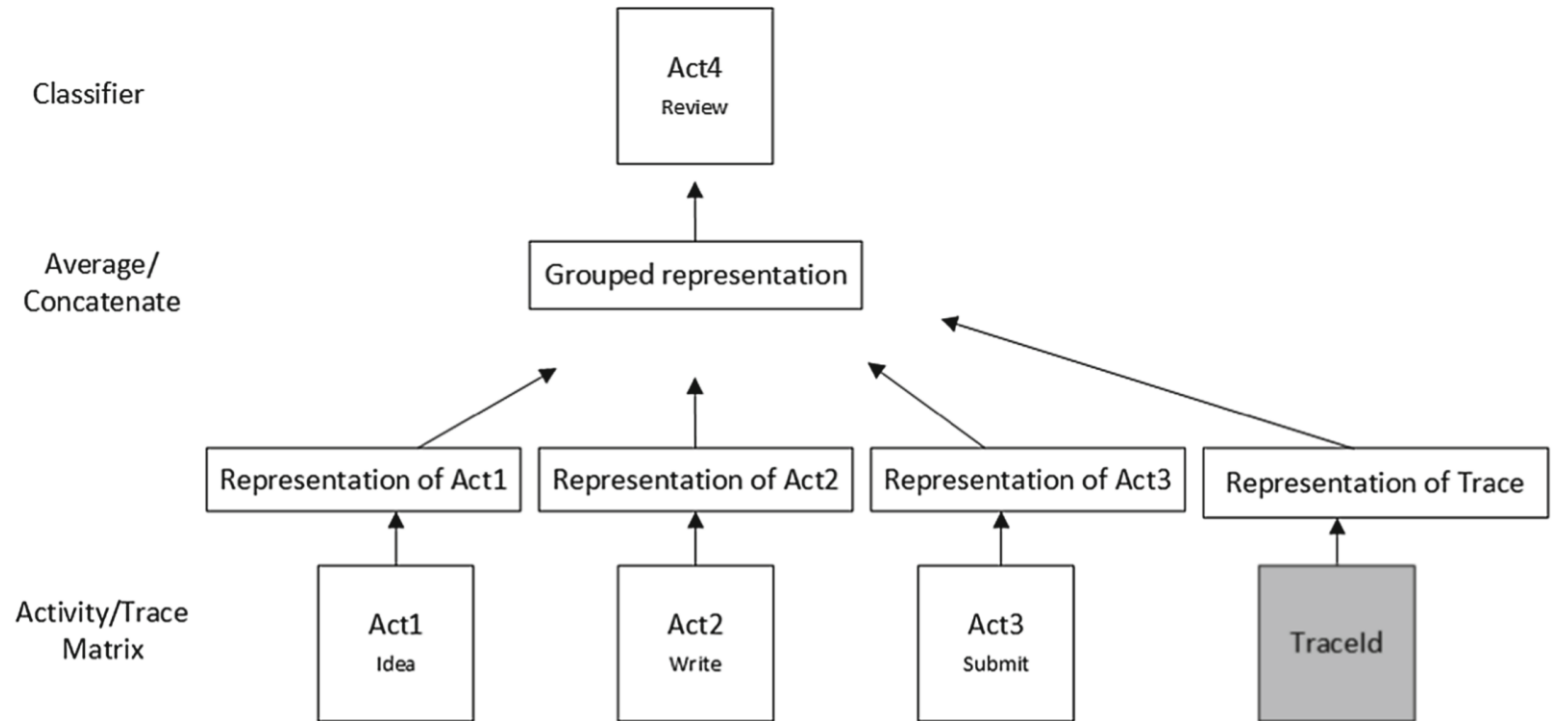 Classifier
Act4
Review
Average/
Concatenate
Grouped representation
Representation of Act1
Representation of Act2
Representation of Act3
Representation of Trace
Activity/Trace
Matrix
Act1
Idea
Act2
Write
Act3
Submit
TraceId